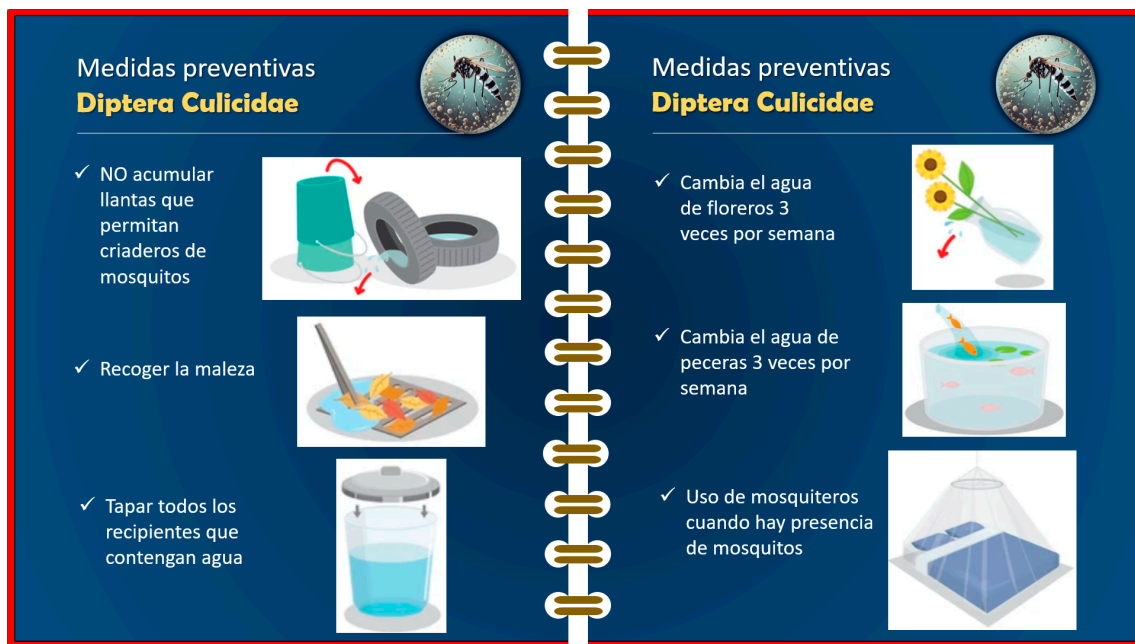 Medidas preventivas
Diptera Culicidae
✓ NO acumular
llantas que
permitan
criaderos de
mosquitos
✓ Recoger la maleza
✓ Tapar todos los
recipientes que
contengan agua
Medidas preventivas
Diptera Culicidae
✓ Cambia el agua
de floreros 3
veces por semana
✓ Cambia el agua de
peceras 3 veces por
semana
✓ Uso de mosquiteros
cuando hay presencia
de mosquitos